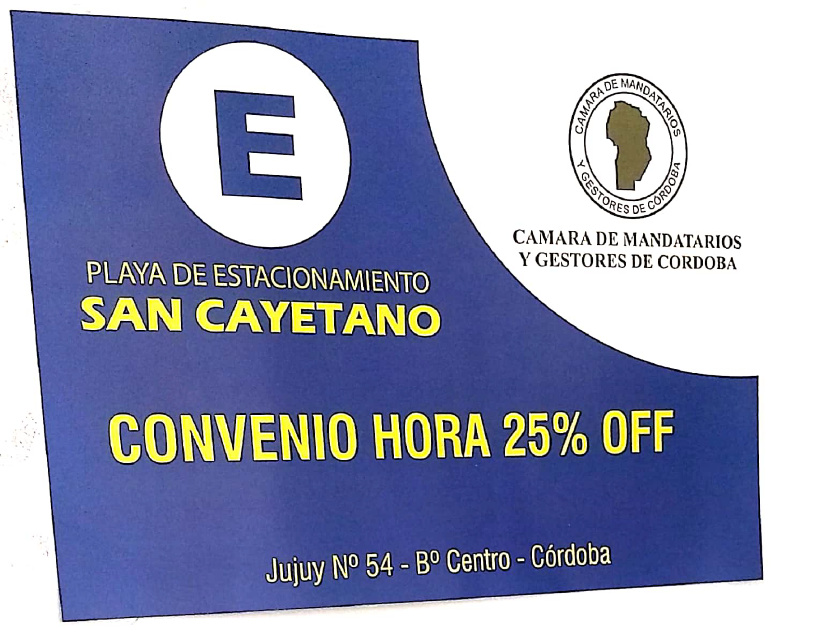 E
CAMARA DE MANDATARIOS
Y GESTORES DE CÓRDOBA
CAMARA DE MANDATARIOS
Y GESTORES DE CORDOBA
PLAYA DE ESTACIONAMIENTO
SAN CAYETANO
CONVENIO HORA 25% OFF
Jujuy Nº 54 - Bº Centro - Córdoba